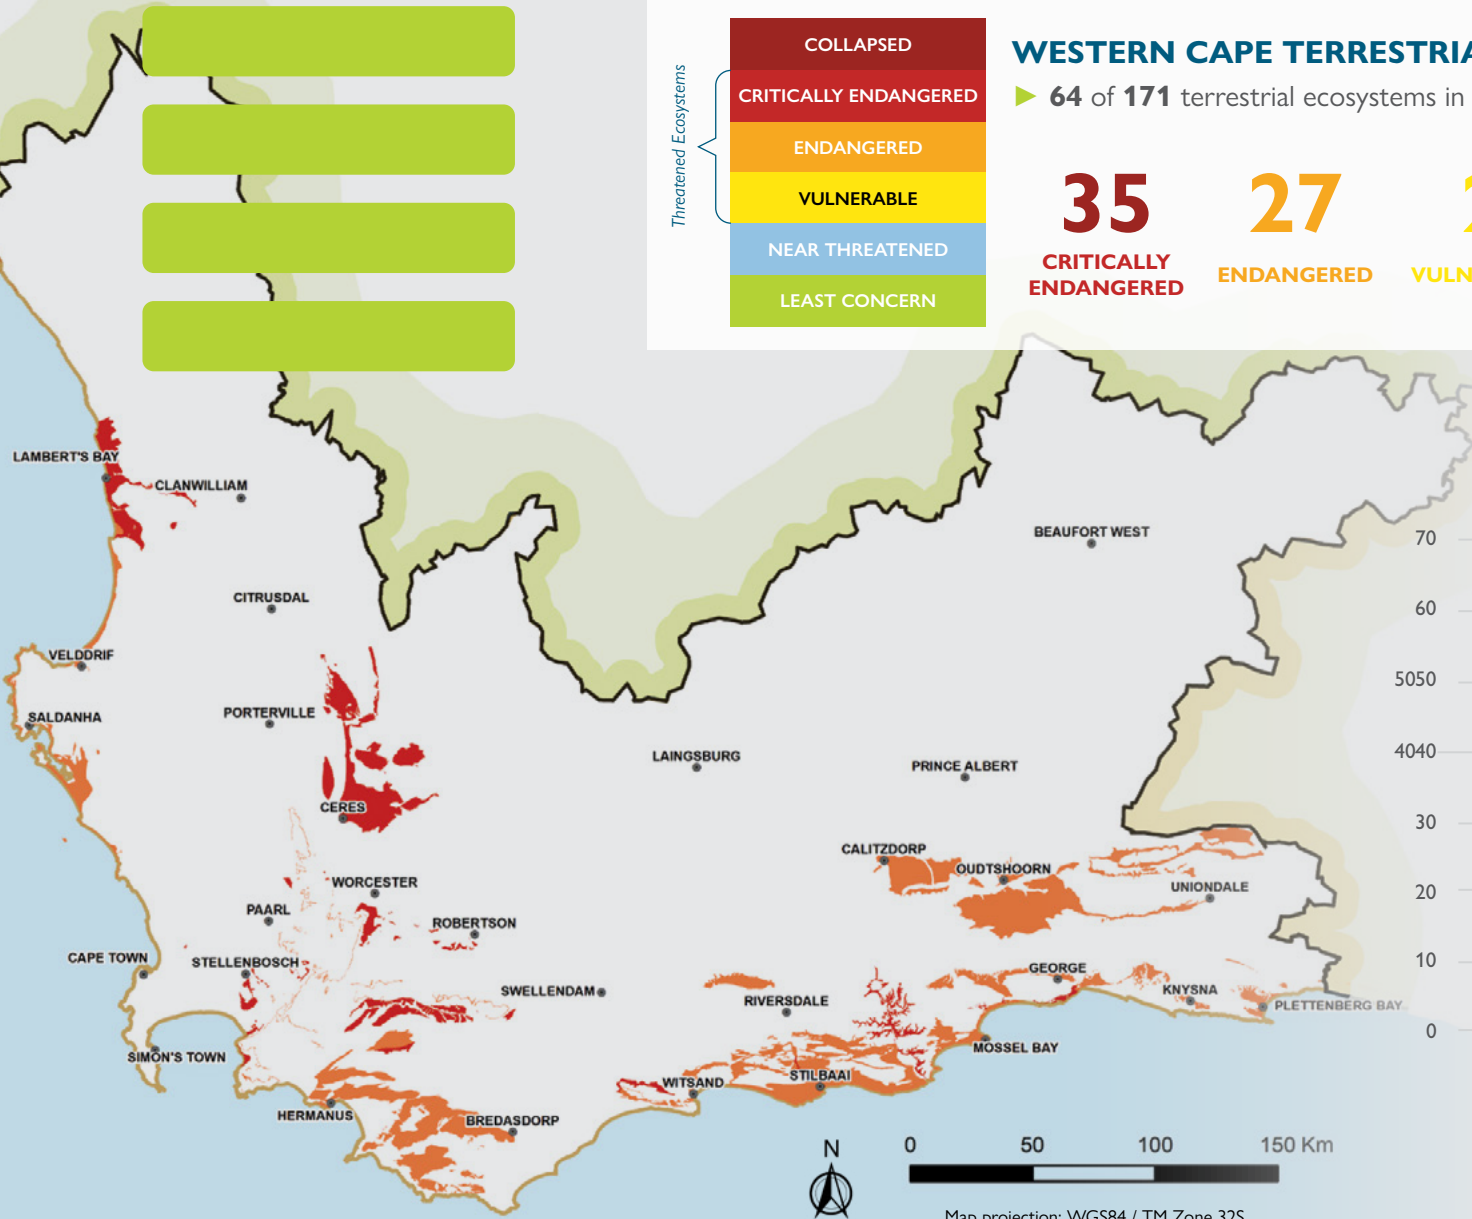 COLLAPSED
CRITICALLY ENDANGERED
ENDANGERED
VULNERABLE
NEAR THREATENED
LEAST CONCERN
Threatened Ecosystems
WESTERN CAPE TERRESTRIA
64 of 171 terrestrial ecosystems in
35
CRITICALLY
ENDANGERED
27
ENDANGERED
VULN
LAMBERT'S BAY
CLANWILLIAM
BEAUFORT WEST
CITRUSDAL
VELDDRIF
SALDANHA
PORTERVILLE
LAINGSBURG
PRINCE ALBERT
CERES
CALITZDORP
OUDTSHOORN
UNIONDALE
WORCESTER
PAARL
ROBERTSON
CAPE TOWN
STELLENBOSCH
SWELLENDAM
RIVERSDALE
GEORGE
KNYSNA
PLETTENBERG BAY
SIMON'S TOWN
MOSSEL BAY
STILBAAI
WITSAND
HERMANUS
BREDASDORP
70
60
5050
4040
30
20
10
0
N
0 50 100 150 Km
Map projection: WGS84 / TM Zone 32S